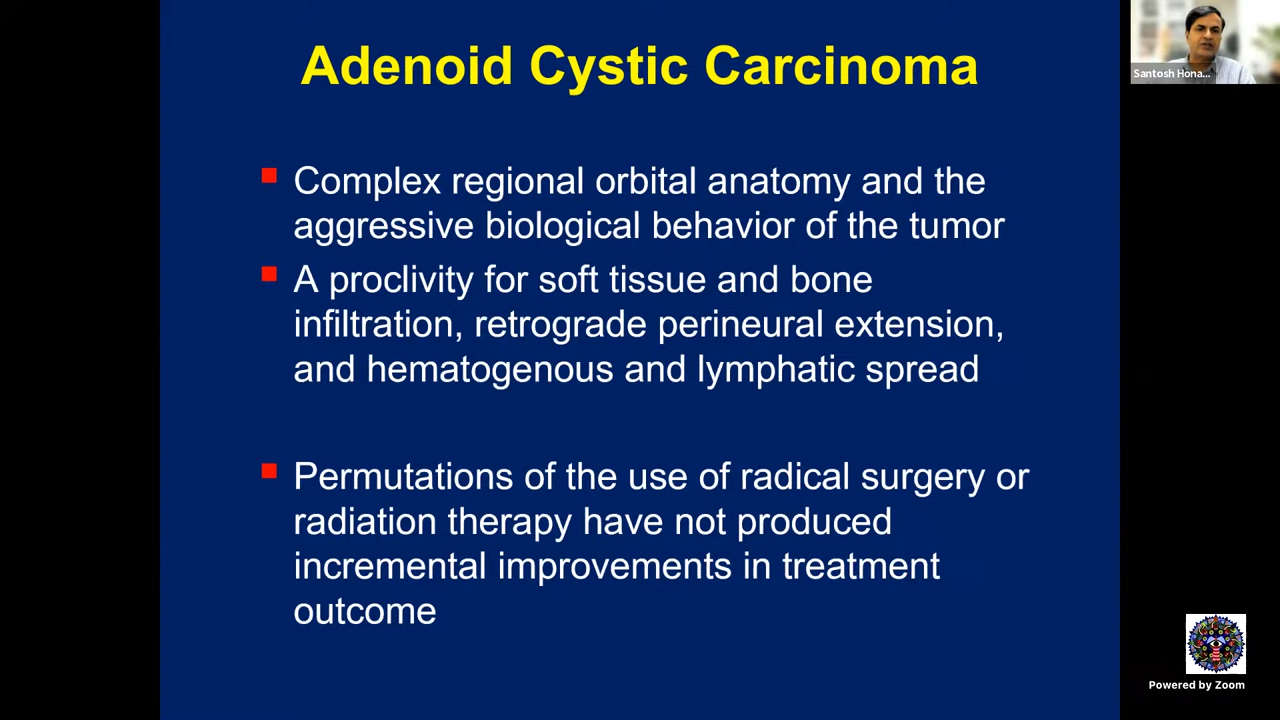 Adenoid Cystic Carcinoma
Complex regional orbital anatomy and the
aggressive biological behavior of the tumor
A proclivity for soft tissue and bone
infiltration, retrograde perineural extension,
and hematogenous and lymphatic spread
Permutations of the use of radical surgery or
radiation therapy have not produced
incremental improvements in treatment
outcome
Santosh Hona...
Powered by Zoom